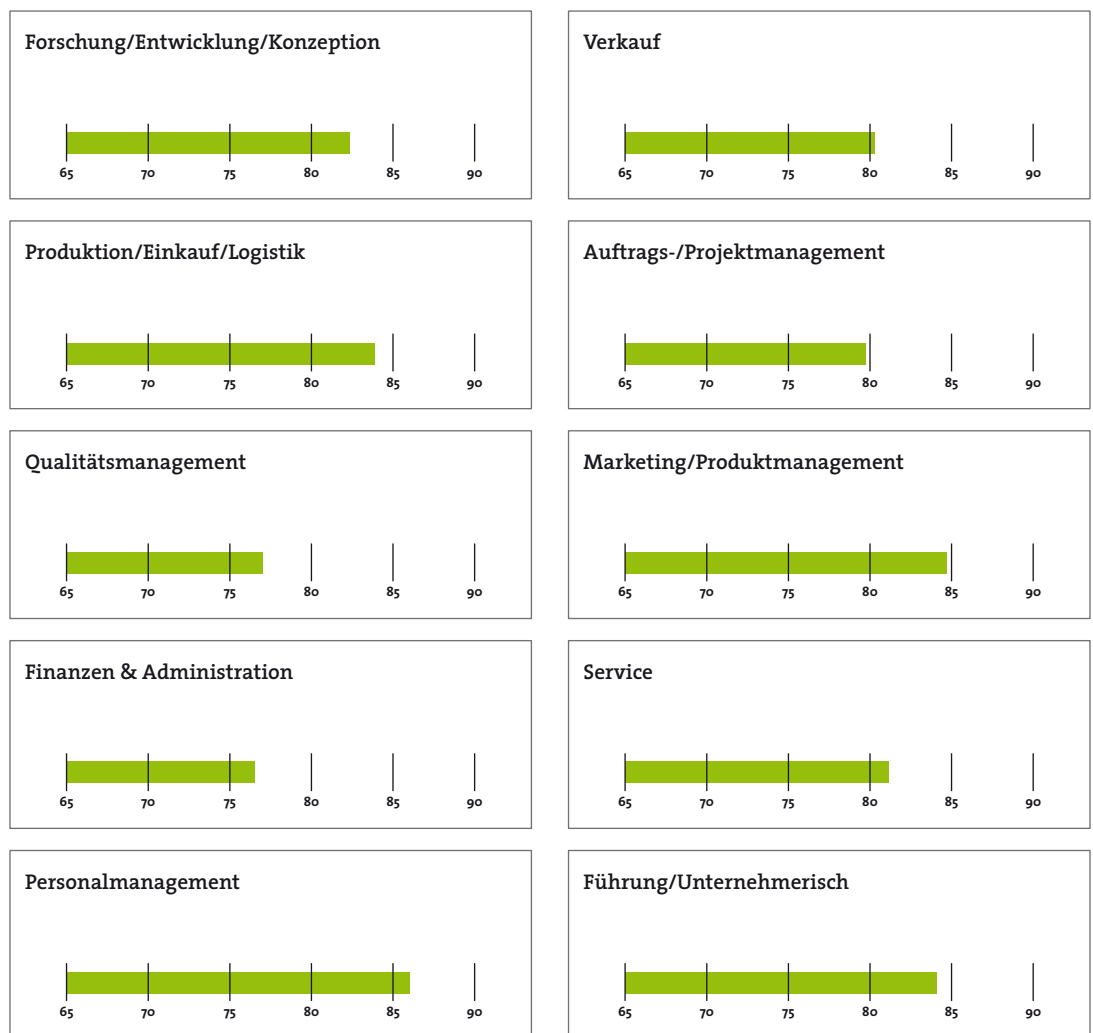 Forschung/Entwicklung/Konzeption
65 70 75 80 85 90
Verkauf
65 70 75 80 85 90
Produktion/Einkauf/Logistik
65 70 75 80 85 90
Auftrags-/Projektmanagement
65 70 75 80 85 90
Qualitätsmanagement
65 70 75 80 85 90
Marketing/Produktmanagement
65 70 75 80 85 90
Finanzen & Administration
65 70 75 80 85 90
Service
65 70 75 80 85 90
Personalmanagement
65 70 75 80 85 90
Führung/Unternehmerisch
65 70 75 80 85 90